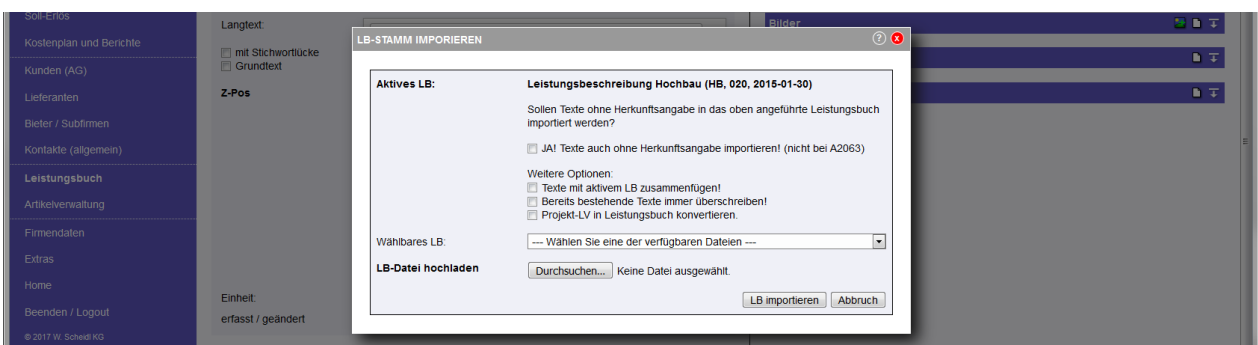 Soll-Erlös
Kostenplan und Berichte
Kunden (AG)
Lieferanten
Bieter / Subfirmen
Kontakte (allgemein)
Leistungsbuch
Artikelverwaltung
Firmendaten
Extras
Home
Beenden / Logout
© 2017 W. Scheidl KG
Langtext:
mit Stichwortlücke
Grundtext
Z-Pos
Einheit:
erfasst / geändert
LB-STAMM IMPORIEREN
?
x
Aktives LB:
Leistungsbeschreibung Hochbau (HB, 020, 2015-01-30)
Sollen Texte ohne Herkunftsangabe in das oben angeführte Leistungsbuch
importiert werden?
JA! Texte auch ohne Herkunftsangabe importieren! (nicht bei A2063)
Weitere Optionen:
Texte mit aktivem LB zusammenfügen!
Bereits bestehende Texte immer überschreiben!
Projekt-LV in Leistungsbuch konvertieren.
Wählbares LB:
--- Wählen Sie eine der verfügbaren Dateien ---
LB-Datei hochladen
Durchsuchen... Keine Datei ausgewählt.
LB importieren Abbruch
Bilder